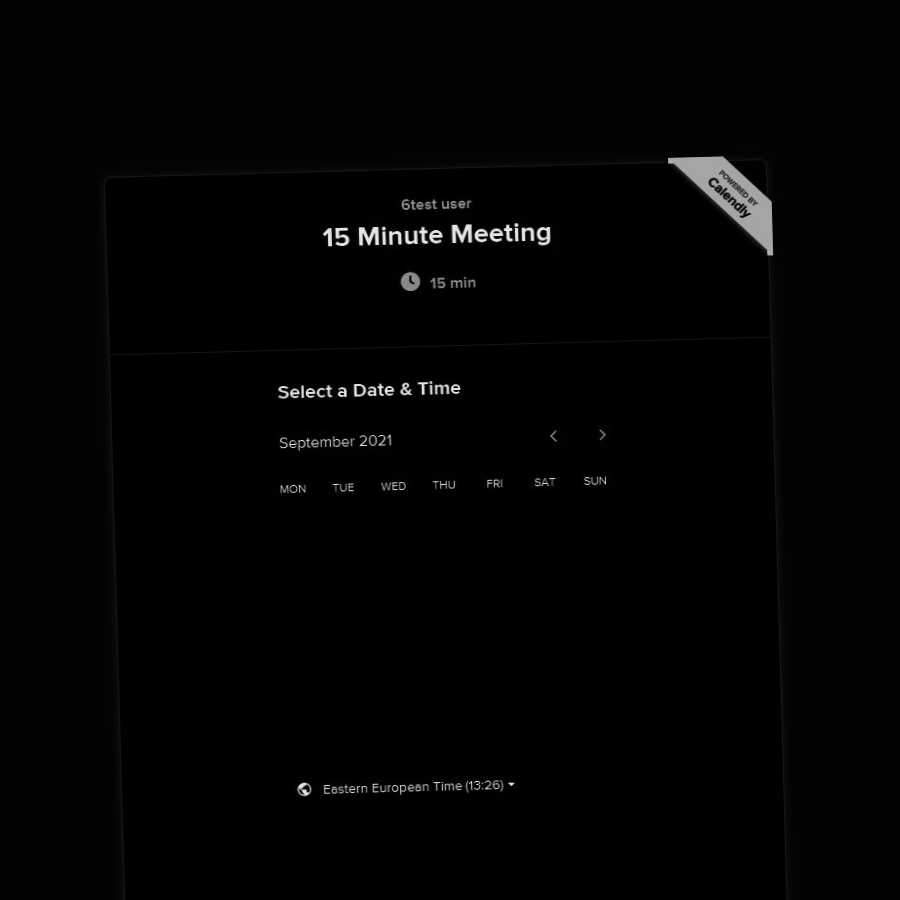 POWERED BY
Calendly
6test user
15 Minute Meeting
15 min
Select a Date & Time
September 2021
MON TUE WED THU FRI SAT SUN
Eastern European Time (13:26)